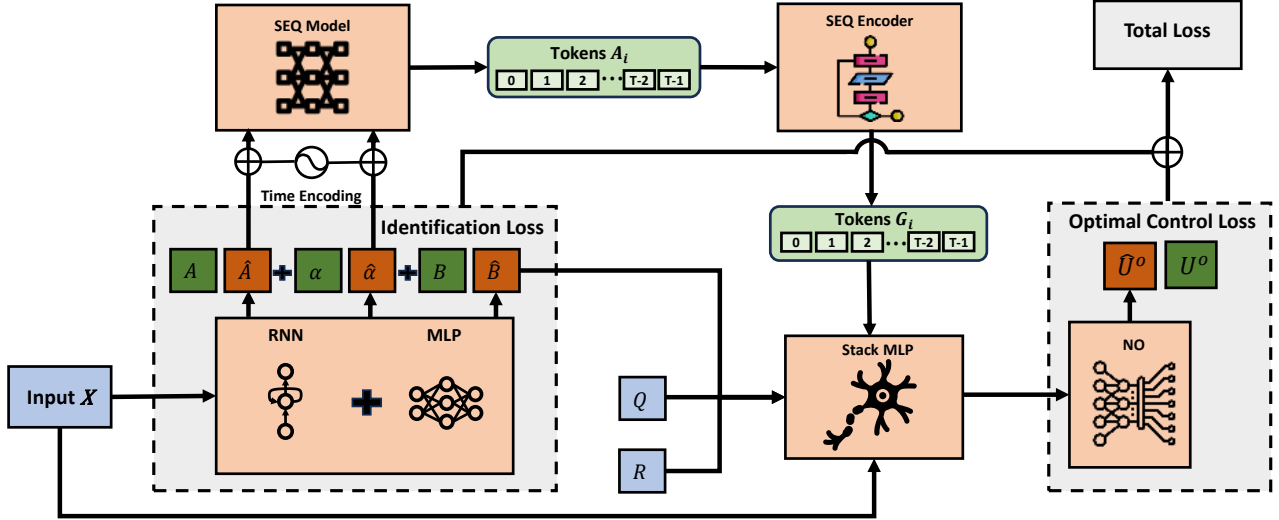 SEQ Model
SEQ Encoder
Total Loss
Tokens A_i
0 1 2 ... T-2 T-1
Time Encoding
Identification Loss
Tokens G_i
0 1 2 ... T-2 T-1
Optimal Control Loss
A Â + α α̂ + B B̂
Û^o U^o
RNN
MLP
Stack MLP
NO
Input X
Q
R